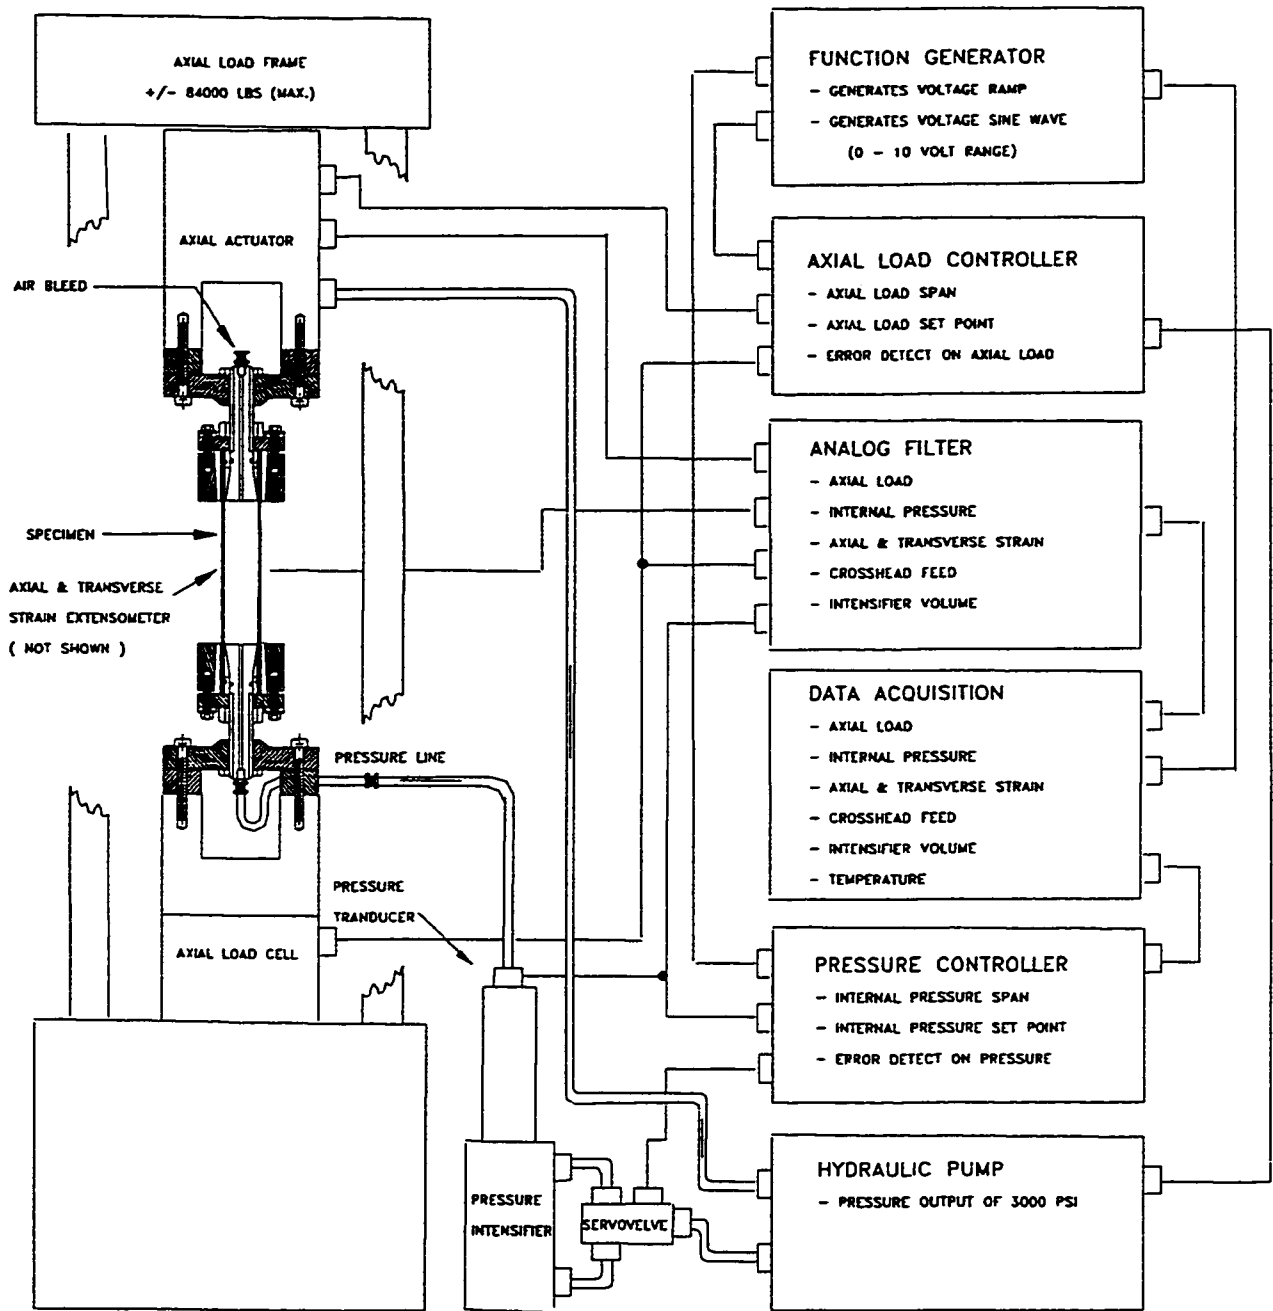 AXIAL LOAD FRAME
+/- 84000 LBS (MAX.)
AXIAL ACTUATOR
AIR BLEED
SPECIMEN
AXIAL & TRANSVERSE
STRAIN EXTENSOMETER
( NOT SHOWN )
PRESSURE LINE
PRESSURE
TRANDUCER
AXIAL LOAD CELL
PRESSURE
INTENSIFIER
SERVOVELVE
FUNCTION GENERATOR
- GENERATES VOLTAGE RAMP
- GENERATES VOLTAGE SINE WAVE
(0 - 10 VOLT RANGE)
AXIAL LOAD CONTROLLER
- AXIAL LOAD SPAN
- AXIAL LOAD SET POINT
- ERROR DETECT ON AXIAL LOAD
ANALOG FILTER
- AXIAL LOAD
- INTERNAL PRESSURE
- AXIAL & TRANSVERSE STRAIN
- CROSSHEAD FEED
- INTENSIFIER VOLUME
DATA ACQUISITION
- AXIAL LOAD
- INTERNAL PRESSURE
- AXIAL & TRANSVERSE STRAIN
- CROSSHEAD FEED
- INTENSIFIER VOLUME
- TEMPERATURE
PRESSURE CONTROLLER
- INTERNAL PRESSURE SPAN
- INTERNAL PRESSURE SET POINT
- ERROR DETECT ON PRESSURE
HYDRAULIC PUMP
- PRESSURE OUTPUT OF 3000 PSI